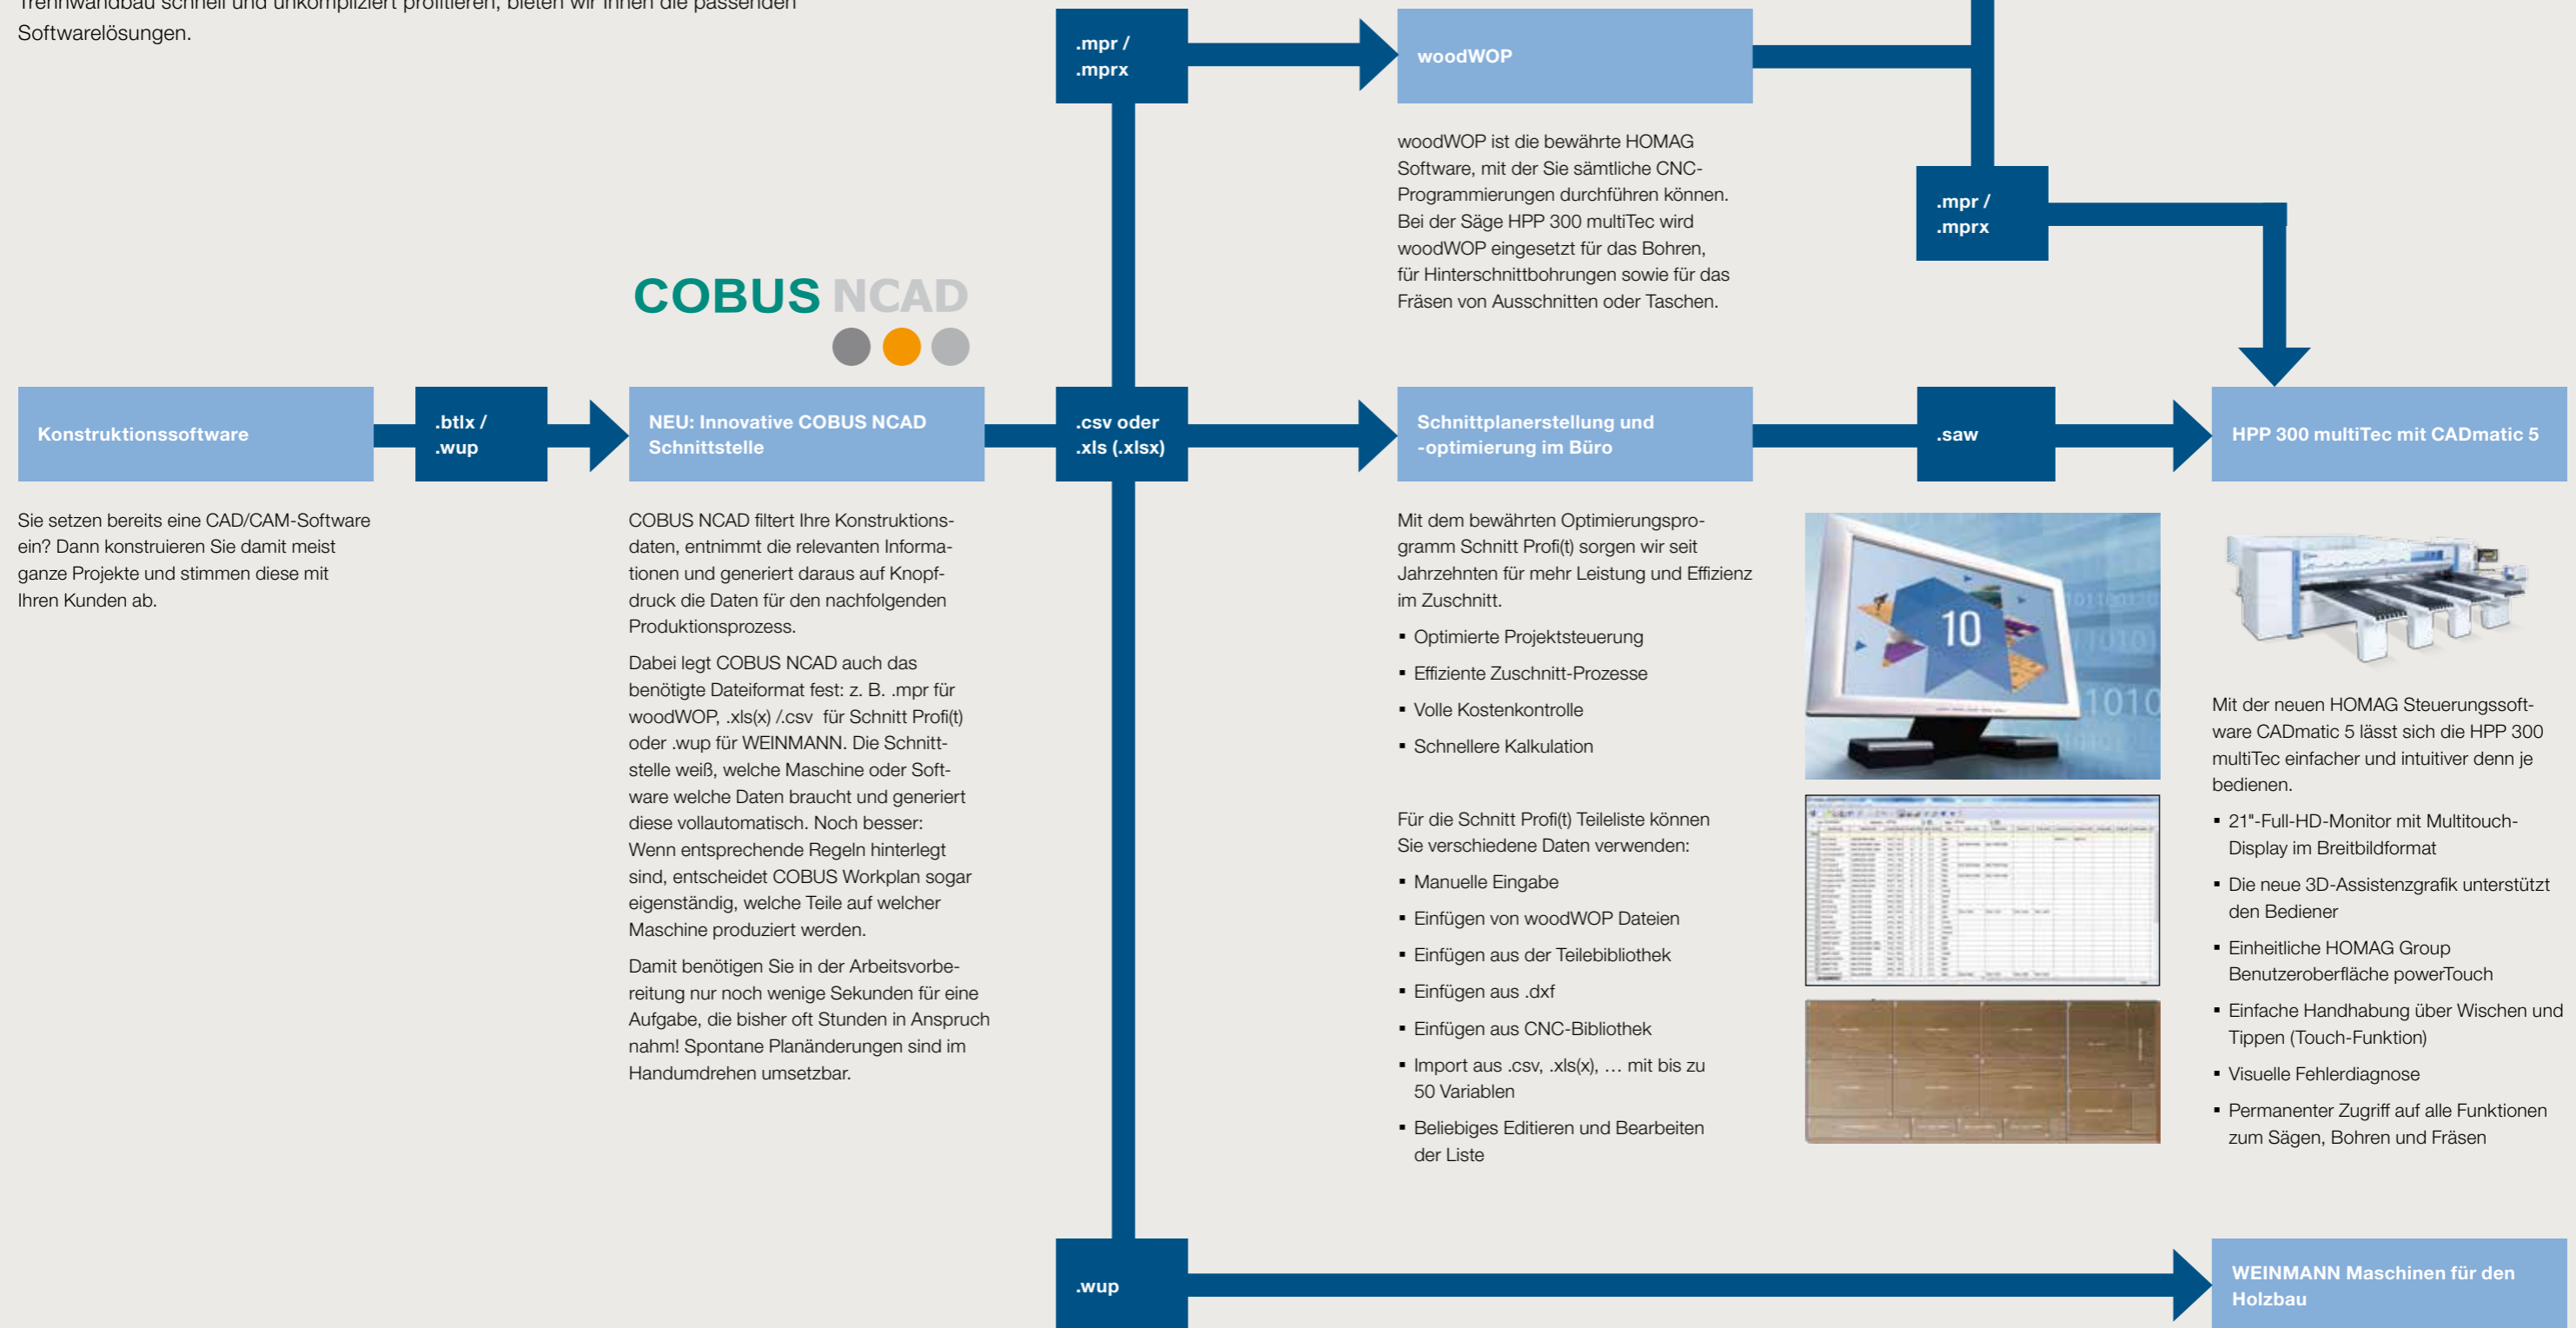 Trennwandbau schnell und unkompliziert profitieren, bieten wir Ihnen die passenden
Softwarelösungen.
.mpr /
.mprx
woodWOP
woodWOP ist die bewährte HOMAG
Software, mit der Sie sämtliche CNC-
Programmierungen durchführen können.
Bei der Säge HPP 300 multiTec wird
woodWOP eingesetzt für das Bohren,
für Hinterschnittbohrungen sowie für das
Fräsen von Ausschnitten oder Taschen.
.mpr /
.mprx
COBUS NCAD
Konstruktionssoftware
.btlx /
.wup
NEU: Innovative COBUS NCAD
Schnittstelle
.csv oder
.xls (.xlsx)
Schnittplanerstellung und
-optimierung im Büro
.saw
HPP 300 multiTec mit CADmatic 5
Sie setzen bereits eine CAD/CAM-Software
ein? Dann konstruieren Sie damit meist
ganze Projekte und stimmen diese mit
Ihren Kunden ab.
COBUS NCAD filtert Ihre Konstruktions-
daten, entnimmt die relevanten Informa-
tionen und generiert daraus auf Knopf-
druck die Daten für den nachfolgenden
Produktionsprozess.
Dabei legt COBUS NCAD auch das
benötigte Dateiformat fest: z. B. .mpr für
woodWOP, .xls(x) /.csv für Schnitt Profi(t)
oder .wup für WEINMANN. Die Schnitt-
stelle weiß, welche Maschine oder Soft-
ware welche Daten braucht und generiert
diese vollautomatisch. Noch besser:
Wenn entsprechende Regeln hinterlegt
sind, entscheidet COBUS Workplan sogar
eigenständig, welche Teile auf welcher
Maschine produziert werden.
Damit benötigen Sie in der Arbeitsvorbe-
reitung nur noch wenige Sekunden für eine
Aufgabe, die bisher oft Stunden in Anspruch
nahm! Spontane Planänderungen sind im
Handumdrehen umsetzbar.
Mit dem bewährten Optimierungspro-
gramm Schnitt Profi(t) sorgen wir seit
Jahrzehnten für mehr Leistung und Effizienz
im Zuschnitt.
▪ Optimierte Projektsteuerung
▪ Effiziente Zuschnitt-Prozesse
▪ Volle Kostenkontrolle
▪ Schnellere Kalkulation
Für die Schnitt Profi(t) Teileliste können
Sie verschiedene Daten verwenden:
▪ Manuelle Eingabe
▪ Einfügen von woodWOP Dateien
▪ Einfügen aus der Teilebibliothek
▪ Einfügen aus .dxf
▪ Einfügen aus CNC-Bibliothek
▪ Import aus .csv, .xls(x), … mit bis zu
50 Variablen
▪ Beliebiges Editieren und Bearbeiten
der Liste
10
1010
Mit der neuen HOMAG Steuerungssoft-
ware CADmatic 5 lässt sich die HPP 300
multiTec einfacher und intuitiver denn je
bedienen.
▪ 21"-Full-HD-Monitor mit Multitouch-
Display im Breitbildformat
▪ Die neue 3D-Assistenzgrafik unterstützt
den Bediener
▪ Einheitliche HOMAG Group
Benutzeroberfläche powerTouch
▪ Einfache Handhabung über Wischen und
Tippen (Touch-Funktion)
▪ Visuelle Fehlerdiagnose
▪ Permanenter Zugriff auf alle Funktionen
zum Sägen, Bohren und Fräsen
.wup
WEINMANN Maschinen für den
Holzbau